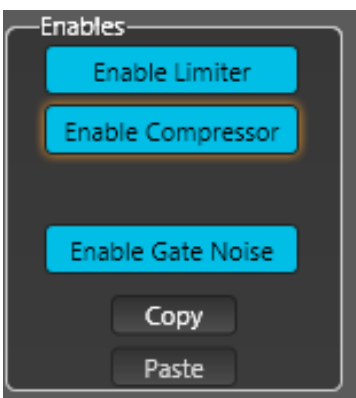 Enables
Enable Limiter
Enable Compressor
Enable Gate Noise
Copy
Paste